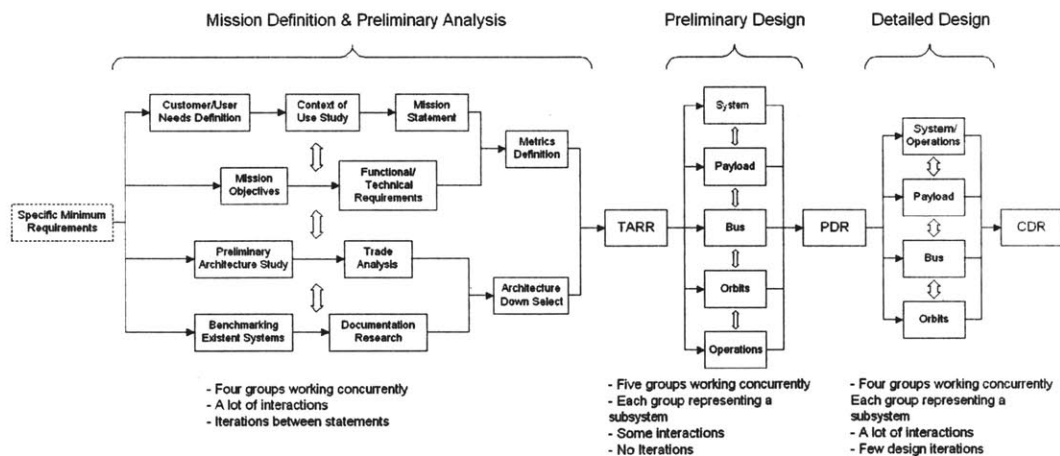 Mission Definition & Preliminary Analysis
Preliminary Design
Detailed Design
Customer/User
Needs Definition
Context of
Use Study
Mission
Statement
Metrics
Definition
Mission
Objectives
Functional/
Technical
Requirements
Specific Minimum
Requirements
Preliminary
Architecture Study
Trade
Analysis
Architecture
Down Select
Benchmarking
Existent Systems
Documentation
Research
TARR
System
Payload
Bus
Orbits
Operations
PDR
System/
Operations
Payload
Bus
Orbits
CDR
- Four groups working concurrently
- A lot of interactions
- Iterations between statements
- Five groups working concurrently
- Each group representing a
subsystem
- Some interactions
- No Iterations
- Four groups working concurrently
Each group representing a
subsystem
- A lot of interactions
- Few design iterations